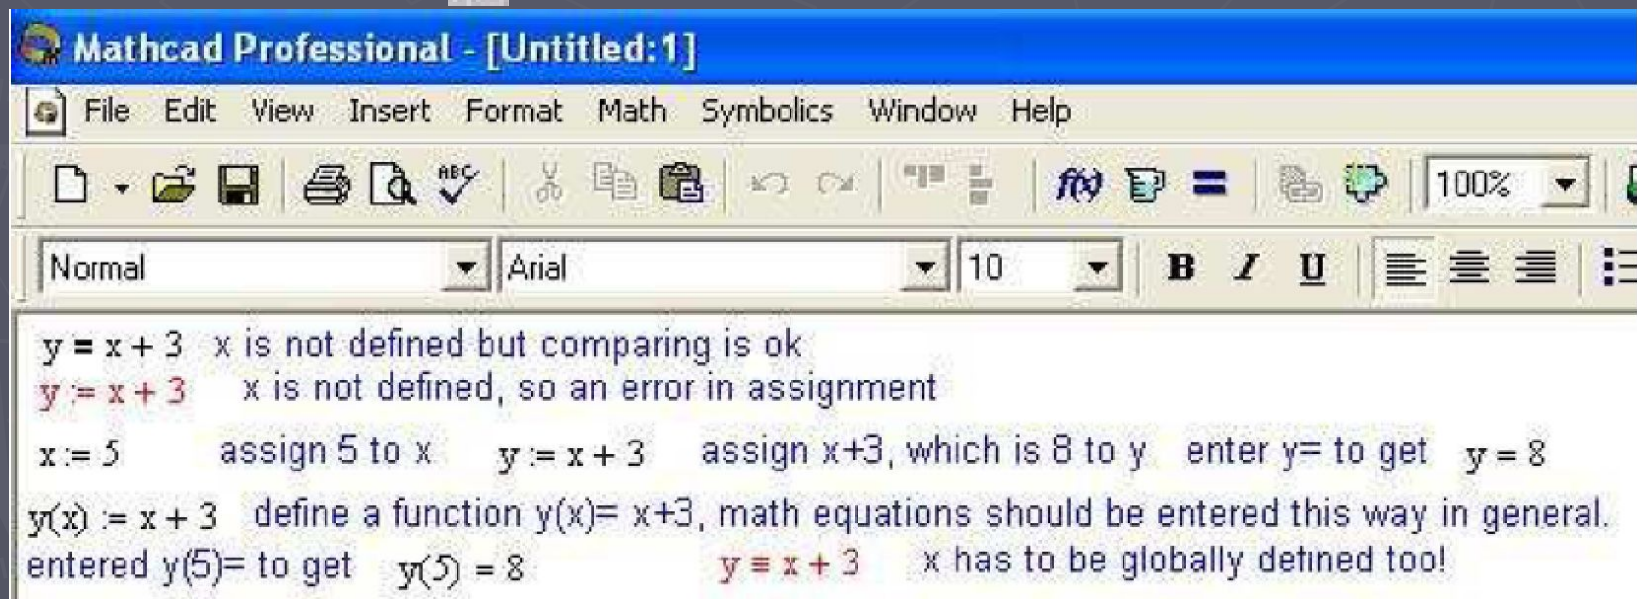 Mathcad Professional - [Untitled:1]
File Edit View Insert Format Math Symbolics Window Help
ABC f(x) 100%
Normal Arial 10 B I U
y = x + 3 x is not defined but comparing is ok
y := x + 3 x is not defined, so an error in assignment
x := 5 assign 5 to x y := x + 3 assign x+3, which is 8 to y enter y= to get y = 8
y(x) := x + 3 define a function y(x)= x+3, math equations should be entered this way in general.
entered y(5)= to get y(5) = 8 y ≡ x + 3 x has to be globally defined too!